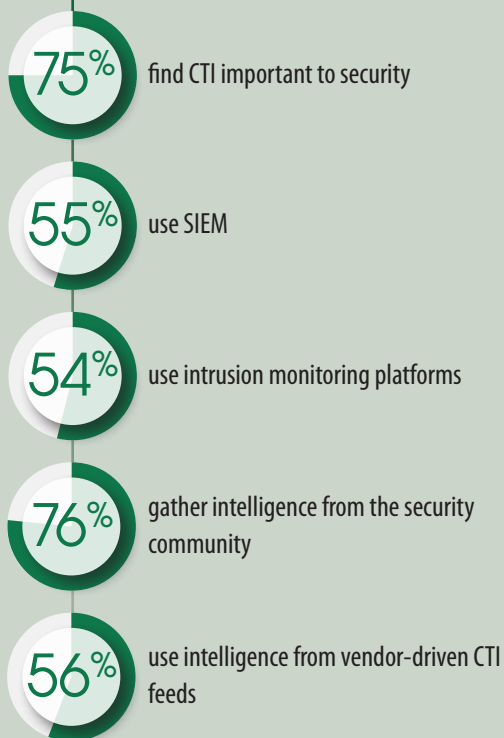 75%
find CTI important to security
55%
use SIEM
54%
use intrusion monitoring platforms
76%
gather intelligence from the security
community
56%
use intelligence from vendor-driven CTI
feeds